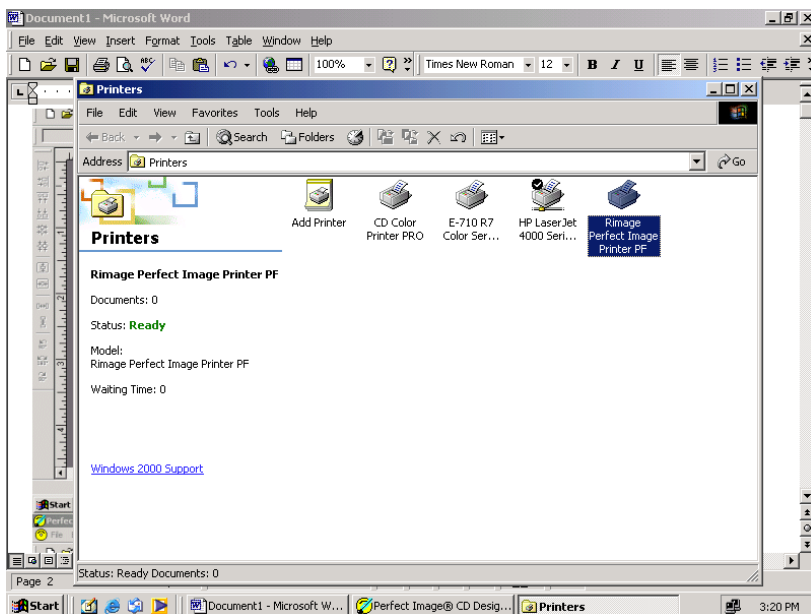 Document1 - Microsoft Word
File Edit View Insert Format Tools Table Window Help
100% Times New Roman 12 B I U
Printers
File Edit View Favorites Tools Help
Back Search Folders
Address Printers Go
Printers
Rimage Perfect Image Printer PF
Documents: 0
Status: Ready
Model:
Rimage Perfect Image Printer PF
Waiting Time: 0
Windows 2000 Support
Add Printer
CD Color
Printer PRO
E-710 R7
Color Ser...
HP LaserJet
4000 Seri...
Rimage
Perfect Image
Printer PF
Start
Perfec
File
Status: Ready Documents: 0
Page 2
Start Document1 - Microsoft W... Perfect Image® CD Desig... Printers 3:20 PM